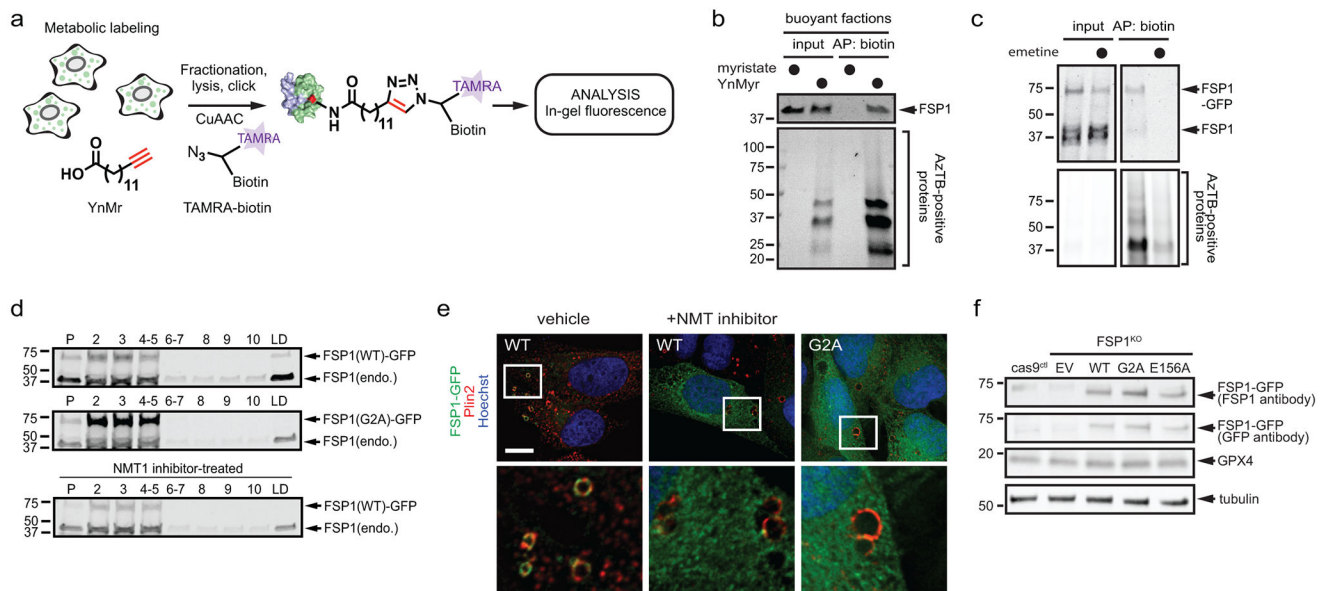 a
Metabolic labeling
Fractionation,
lysis, click
CuAAC
TAMRA
N3
Biotin
TAMRA-biotin
O
HO
11
YnMr
O
N
H
11
N
N
N
TAMRA
Biotin
ANALYSIS
In-gel fluorescence
b
buoyant factions
input AP: biotin
myristate
YnMyr
37
FSP1
100
75
50
37
25
20
AzTB-positive
proteins
c
input AP: biotin
emetine
75
50
37
FSP1
-GFP
FSP1
75
50
37
AzTB-positive
proteins
d
P 2 3 4-5 6-7 8 9 10 LD
75
50
37
FSP1(WT)-GFP
FSP1(endo.)
P 2 3 4-5 6-7 8 9 10 LD
75
50
37
FSP1(G2A)-GFP
FSP1(endo.)
NMT1 inhibitor-treated
P 2 3 4-5 6-7 8 9 10 LD
75
50
37
FSP1(WT)-GFP
FSP1(endo.)
e
vehicle +NMT inhibitor
WT WT G2A
FSP1-GFP
Plin2
Hoechst
f
FSP1KO
cas9ctl EV WT G2A E156A
75
FSP1-GFP
(FSP1 antibody)
75
FSP1-GFP
(GFP antibody)
20
GPX4
50
tubulin